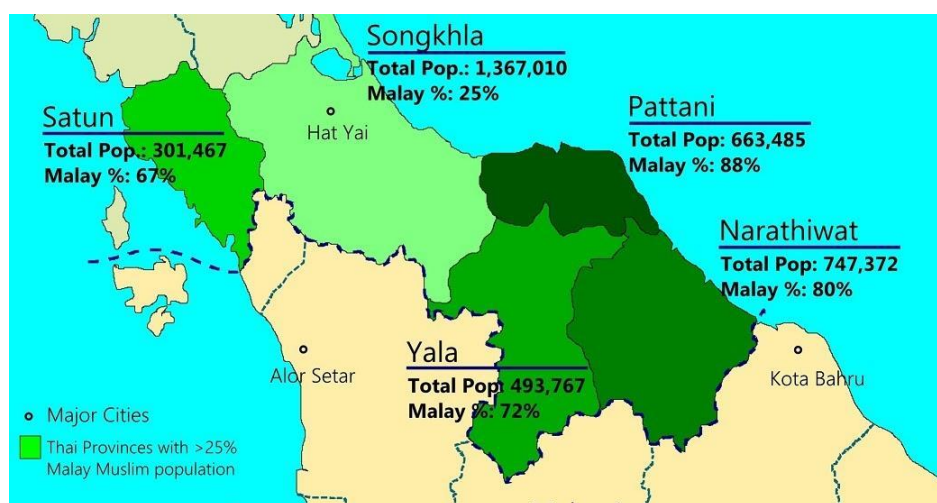 Songkhla
Total Pop.: 1,367,010
Malay %: 25%
Hat Yai
Satun
Total Pop.: 301,467
Malay %: 67%
Pattani
Total Pop: 663,485
Malay %: 88%
Narathiwat
Total Pop: 747,372
Malay %: 80%
Yala
Total Pop: 493,767
Malay %: 72%
Alor Setar
Kota Bahru
Major Cities
Thai Provinces with >25%
Malay Muslim population